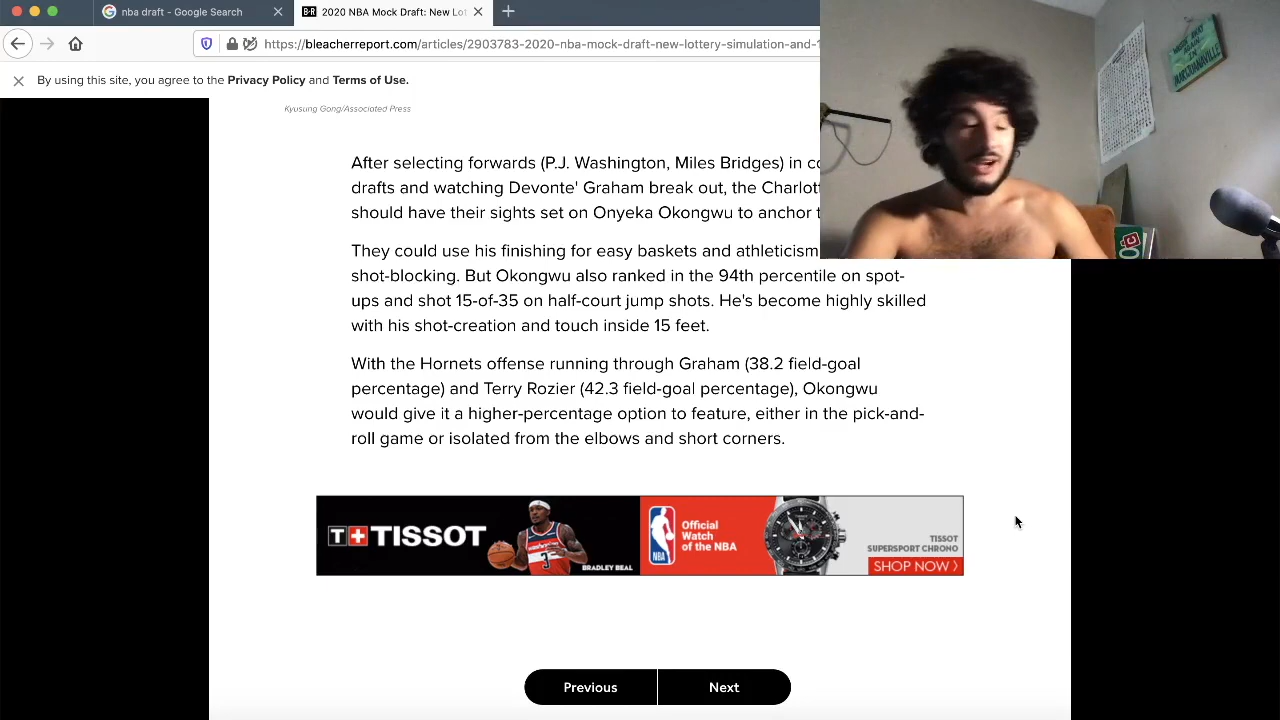 nba draft - Google Search
B·R 2020 NBA Mock Draft: New Lot
https://bleacherreport.com/articles/2903783-2020-nba-mock-draft-new-lottery-simulation-and-1
By using this site, you agree to the Privacy Policy and Terms of Use.
Kyusung Gong/Associated Press
After selecting forwards (P.J. Washington, Miles Bridges) in co
drafts and watching Devonte' Graham break out, the Charlott
should have their sights set on Onyeka Okongwu to anchor t
They could use his finishing for easy baskets and athleticism
shot-blocking. But Okongwu also ranked in the 94th percentile on spot-
ups and shot 15-of-35 on half-court jump shots. He's become highly skilled
with his shot-creation and touch inside 15 feet.
With the Hornets offense running through Graham (38.2 field-goal
percentage) and Terry Rozier (42.3 field-goal percentage), Okongwu
would give it a higher-percentage option to feature, either in the pick-and-
roll game or isolated from the elbows and short corners.
T+ TISSOT
BRADLEY BEAL
NBA
Official
Watch
of the NBA
TISSOT
SUPERSPORT CHRONO
SHOP NOW
Previous
Next